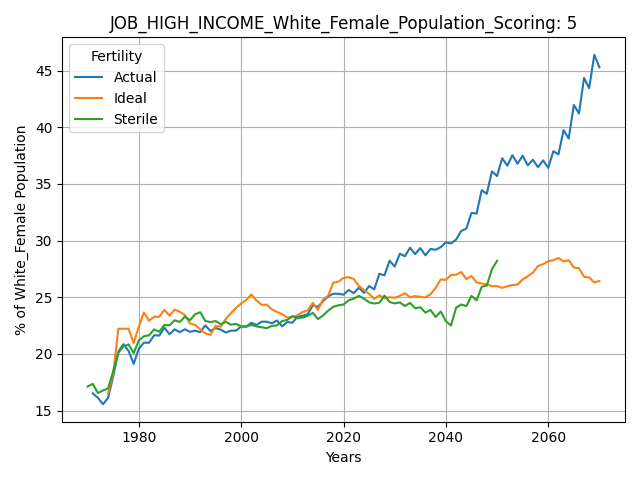 JOB_HIGH_INCOME_White_Female_Population_Scoring: 5
Fertility
Actual
Ideal
Sterile
% of White_Female Population
45
40
35
30
25
20
15
1980
2000
2020
2040
2060
Years